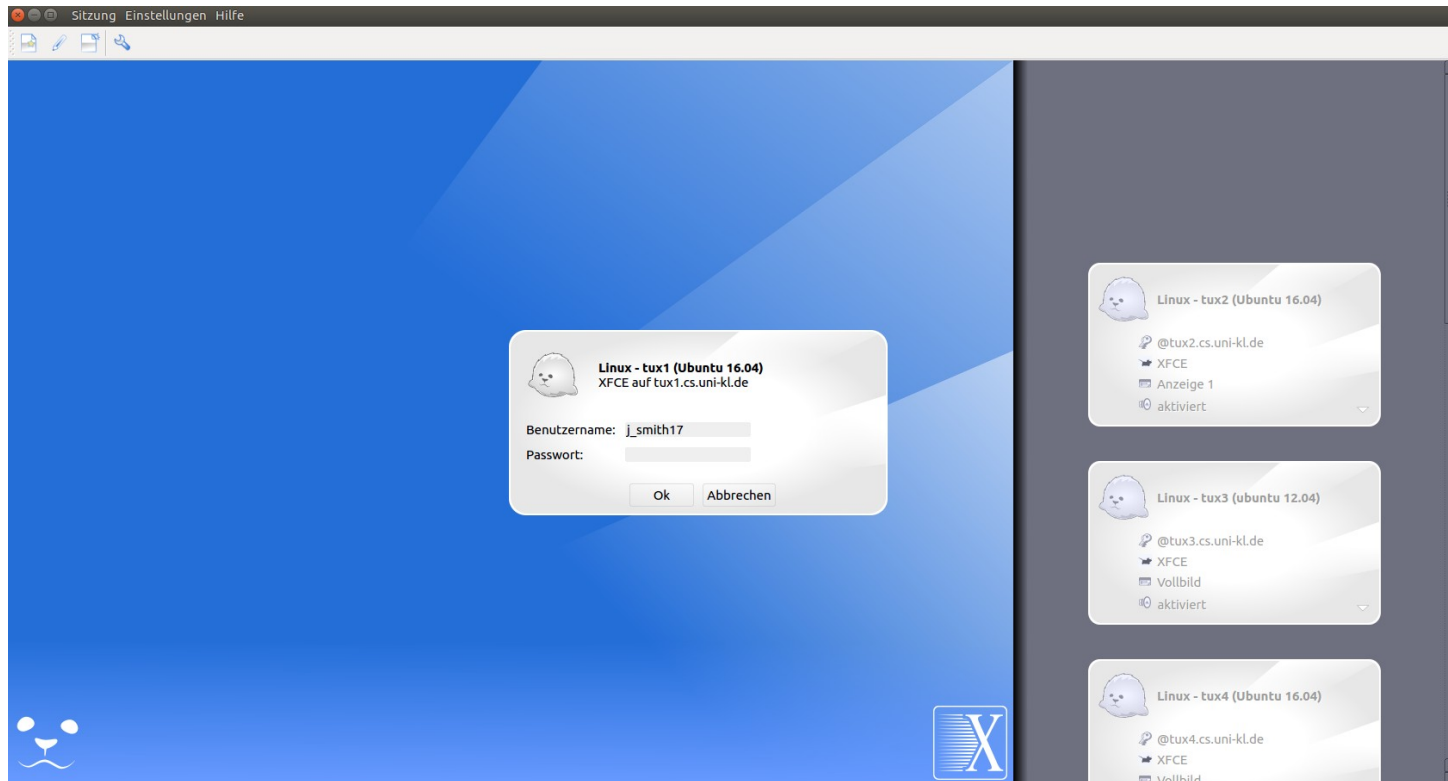 Sitzung Einstellungen Hilfe
Linux - tux1 (Ubuntu 16.04)
XFCE auf tux1.cs.uni-kl.de
Benutzername: j_smith17
Passwort:
Ok Abbrechen
Linux - tux2 (Ubuntu 16.04)
@tux2.cs.uni-kl.de
XFCE
Anzeige 1
aktiviert
Linux - tux3 (ubuntu 12.04)
@tux3.cs.uni-kl.de
XFCE
Vollbild
aktiviert
Linux - tux4 (Ubuntu 16.04)
@tux4.cs.uni-kl.de
XFCE
Vollbild
X